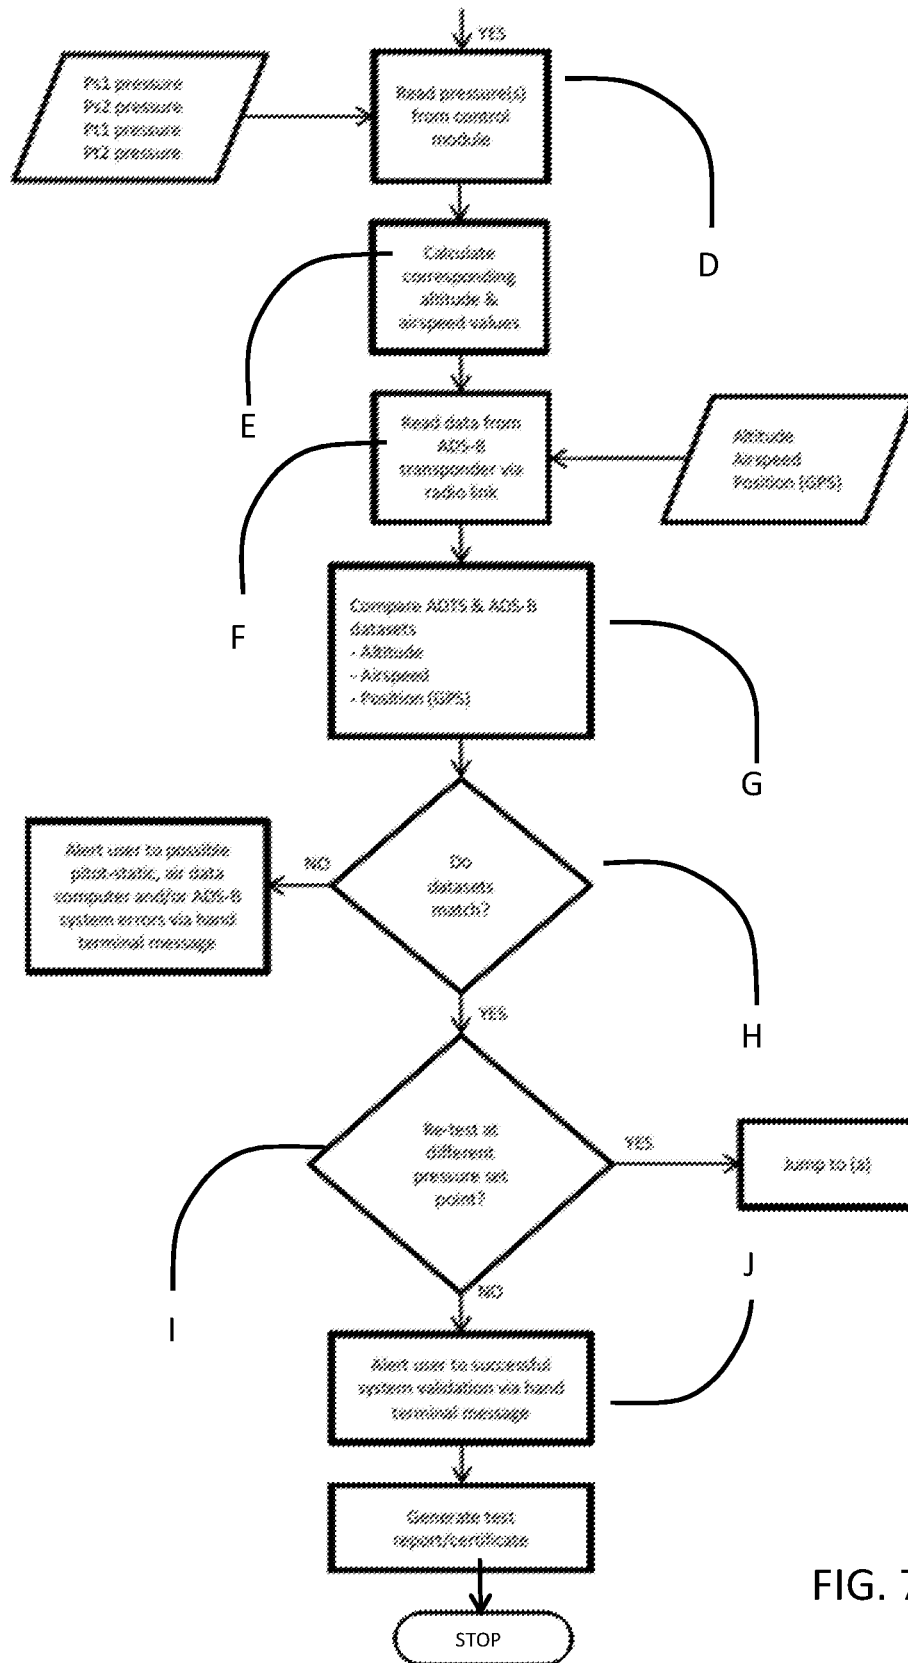 YES
Ps1 pressure
Ps2 pressure
Pt1 pressure
Pt2 pressure
Read pressure(s)
from control
module
D
Calculate
corresponding
altitude &
airspeed values
E
Read data from
ADS-B
transponder via
radio link
Altitude
Airspeed
Position (GPS)
F
Compare ADTS & ADS-B
datasets
- Altitude
- Airspeed
- Position (GPS)
G
Alert user to possible
pitot-static, air data
computer and/or ADS-B
system errors via hand
terminal message
NO
Do
datasets
match?
H
YES
Re-test at
different
pressure set
point?
YES
Jump to (a)
I
J
NO
Alert user to successful
system validation via hand
terminal message
Generate test
report/certificate
STOP
FIG. 7